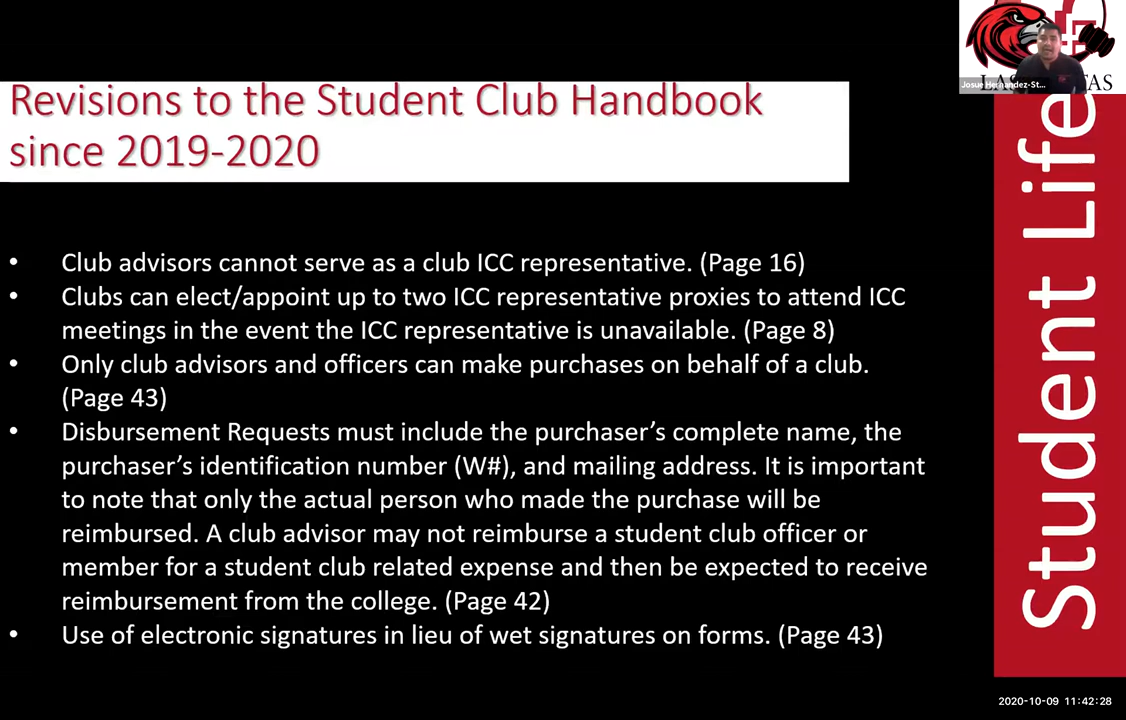 Revisions to the Student Club Handbook
since 2019-2020
• Club advisors cannot serve as a club ICC representative. (Page 16)
• Clubs can elect/appoint up to two ICC representative proxies to attend ICC
meetings in the event the ICC representative is unavailable. (Page 8)
• Only club advisors and officers can make purchases on behalf of a club.
(Page 43)
• Disbursement Requests must include the purchaser’s complete name, the
purchaser’s identification number (W#), and mailing address. It is important
to note that only the actual person who made the purchase will be
reimbursed. A club advisor may not reimburse a student club officer or
member for a student club related expense and then be expected to receive
reimbursement from the college. (Page 42)
• Use of electronic signatures in lieu of wet signatures on forms. (Page 43)
Josue Hernandez-St...
Student Life
2020-10-09 11:42:28